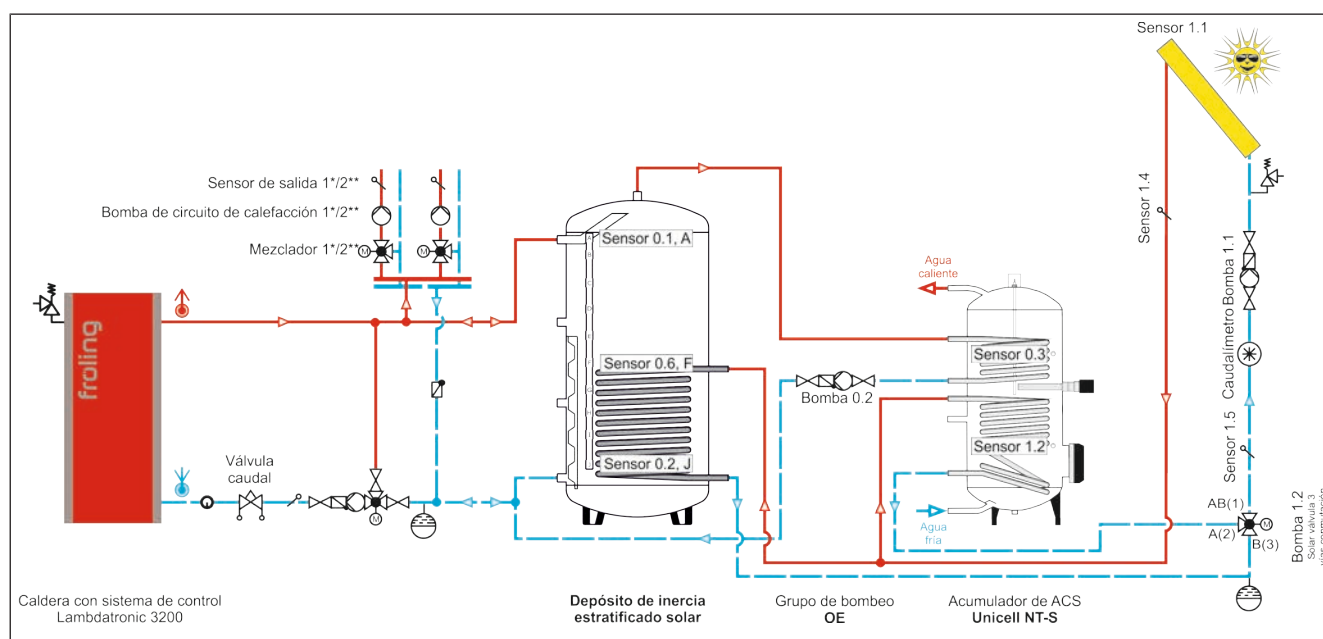 Sensor 1.1
Sensor de salida 1*/2**
Bomba de circuito de calefacción 1*/2**
Mezclador 1*/2**
M
M
froling
Válvula
caudal
M
Sensor 0.1, A
A
B
C
D
E
F
G
H
I
Sensor 0.6, F
Sensor 0.2, J
Bomba 0.2
Agua
caliente
Sensor 0.3
Sensor 1.2
Agua
fría
Sensor 1.4
Bomba 1.1
Caudalímetro
Sensor 1.5
AB(1)
A(2)
B(3)
M
Bomba 1.2
Solar válvula 3
vías conmutación
Caldera con sistema de control
Lambdatronic 3200
Depósito de inercia
estratificado solar
Grupo de bombeo
OE
Acumulador de ACS
Unicell NT-S